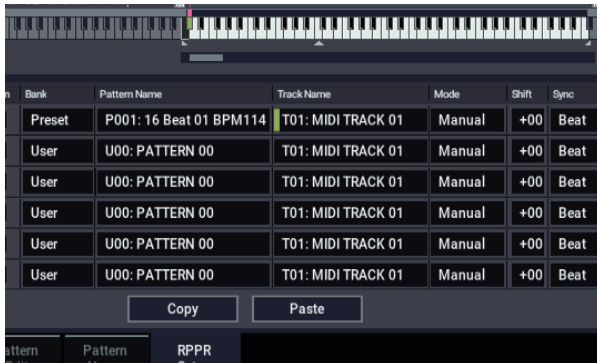 Bank Pattern Name Track Name Mode Shift Sync
Preset P001: 16 Beat 01 BPM114 T01: MIDI TRACK 01 Manual +00 Beat
User U00: PATTERN 00 T01: MIDI TRACK 01 Manual +00 Beat
User U00: PATTERN 00 T01: MIDI TRACK 01 Manual +00 Beat
User U00: PATTERN 00 T01: MIDI TRACK 01 Manual +00 Beat
User U00: PATTERN 00 T01: MIDI TRACK 01 Manual +00 Beat
User U00: PATTERN 00 T01: MIDI TRACK 01 Manual +00 Beat
Copy Paste
Pattern RPPR